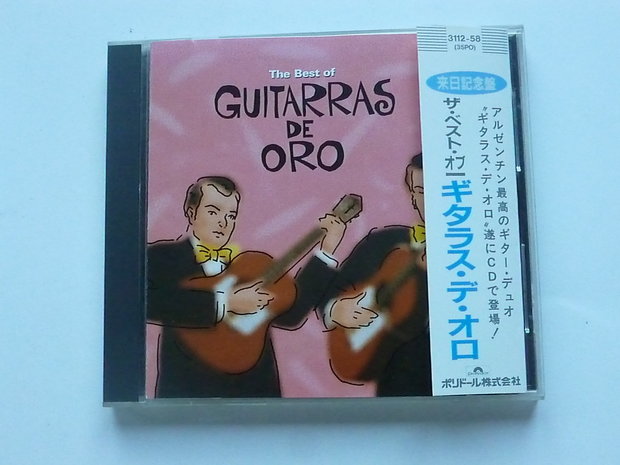 The Best of
GUITARRAS
DE
ORO
3112-58
(35PO)
来日記念盤
アルゼンチン最高のギター・デュオ
〝ギタラス・デ・オロ〟遂にCDで登場!
ザ・ベスト・オブ
ギタラス・デ・オロ
ポリドール株式会社